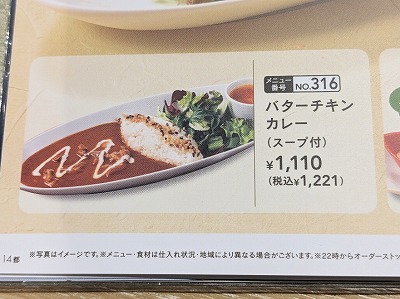 メニュー番号 NO.316
バターチキン
カレー
(スープ付)
¥1,110
(税込¥1,221)
14都 ※写真はイメージです。※メニュー・食材は仕入れ状況・地域により異なる場合がございます。※22時からオーダーストッ